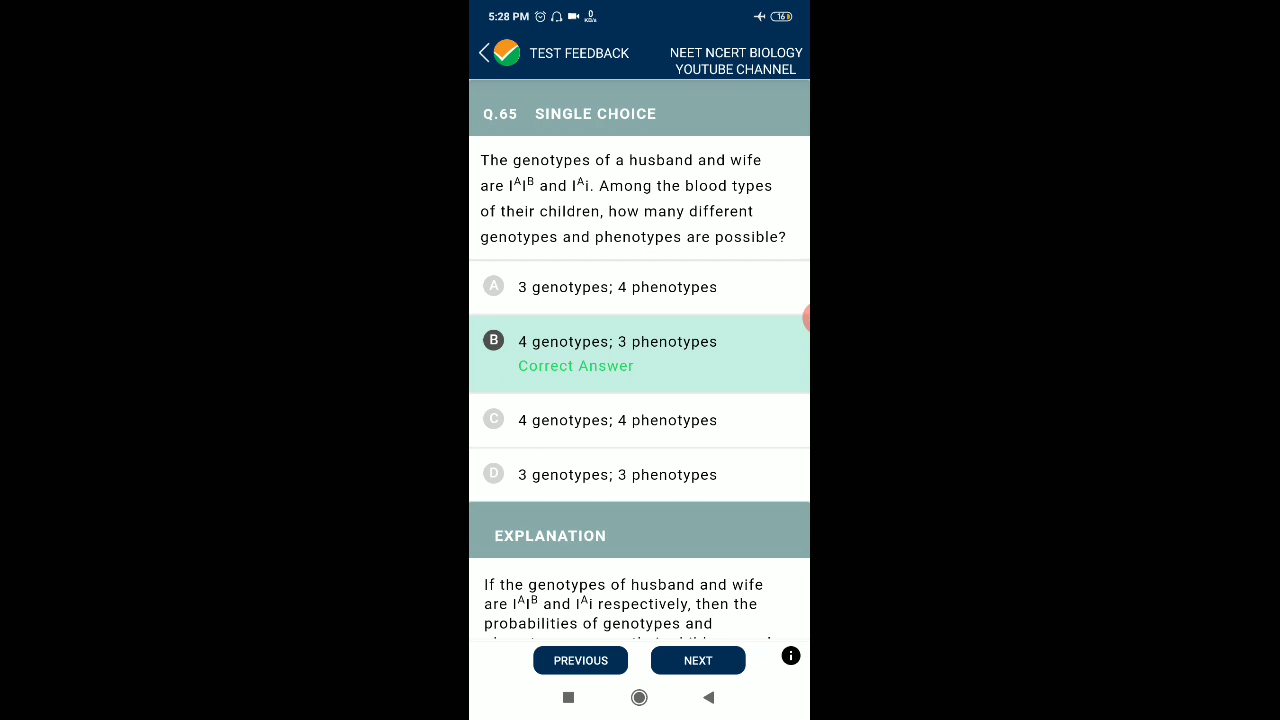 5:28 PM 0 KB/s 16
TEST FEEDBACK NEET NCERT BIOLOGY
YOUTUBE CHANNEL
Q.65 SINGLE CHOICE
The genotypes of a husband and wife
are IᴬIᴮ and Iᴬi. Among the blood types
of their children, how many different
genotypes and phenotypes are possible?
A 3 genotypes; 4 phenotypes
B 4 genotypes; 3 phenotypes
Correct Answer
C 4 genotypes; 4 phenotypes
D 3 genotypes; 3 phenotypes
EXPLANATION
If the genotypes of husband and wife
are IᴬIᴮ and Iᴬi respectively, then the
probabilities of genotypes and
PREVIOUS NEXT